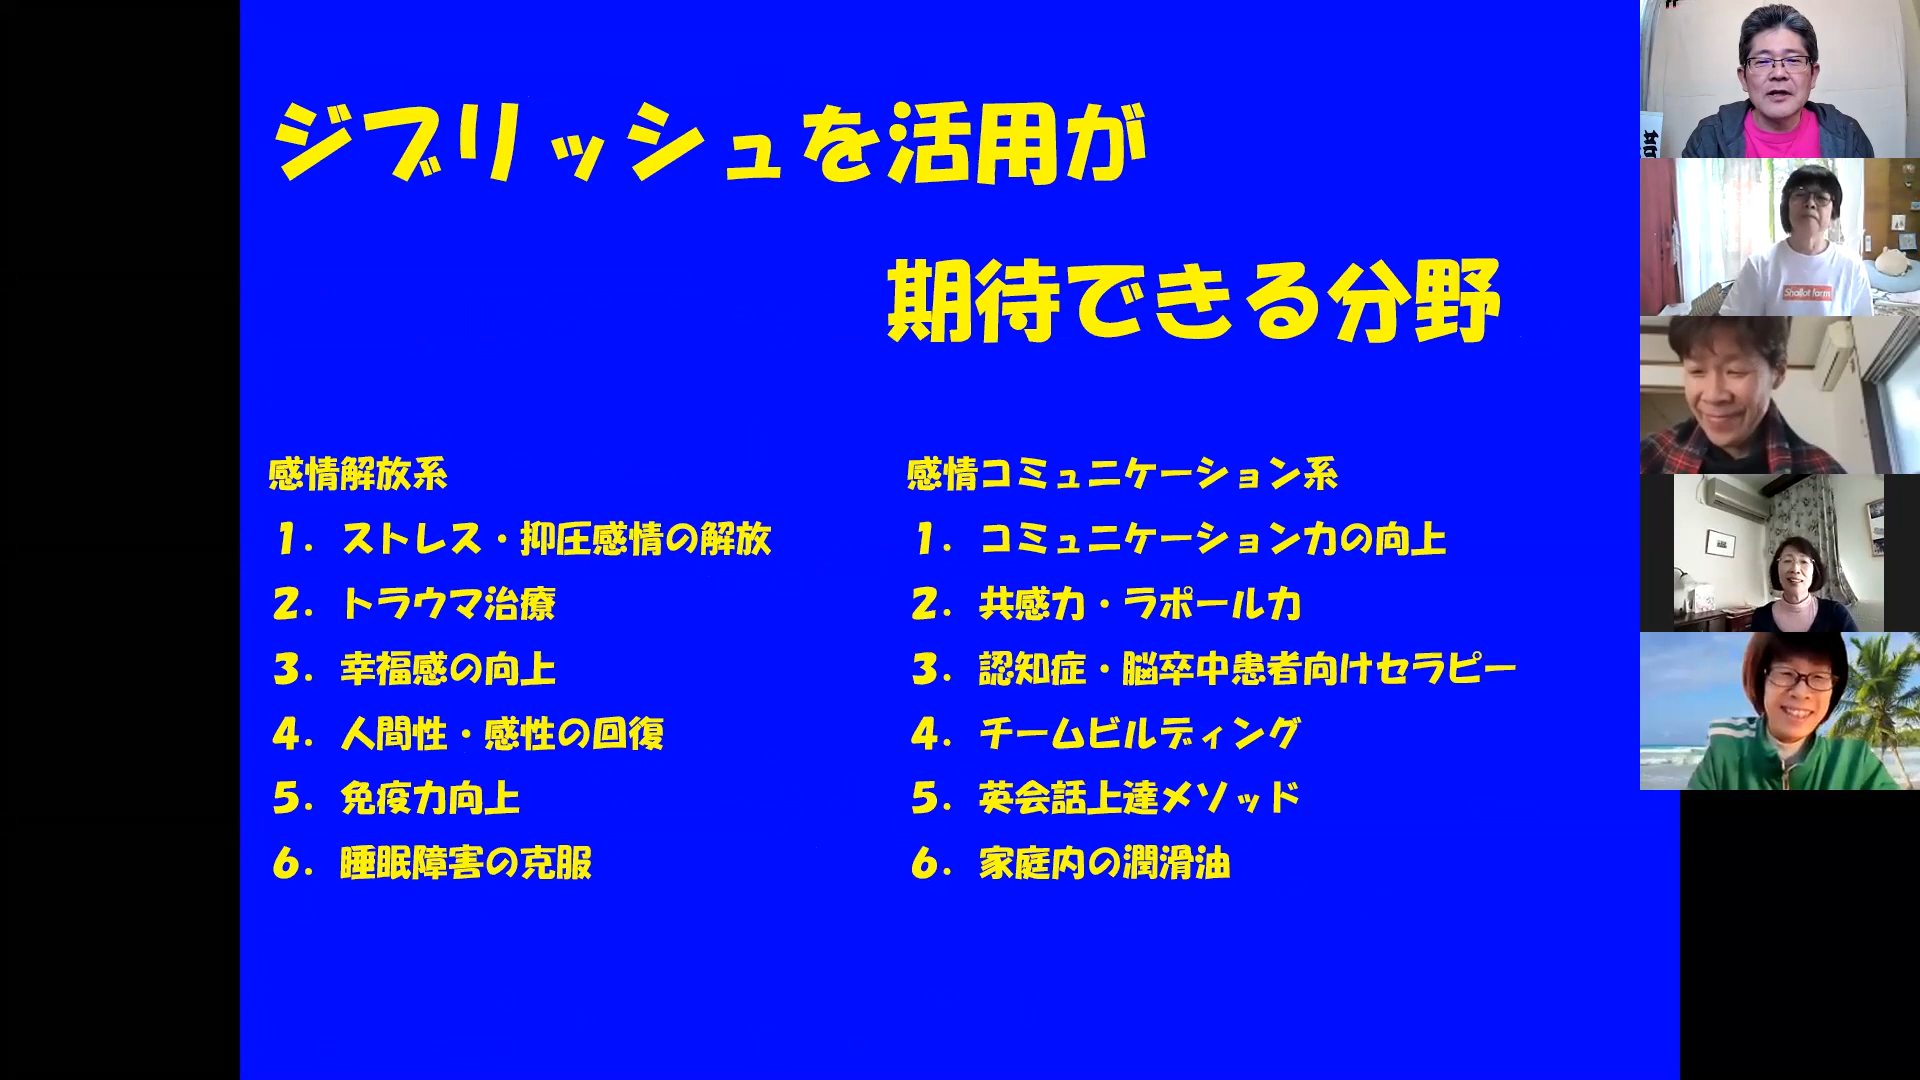 ジブリッシュを活用が
期待できる分野
感情解放系
1. ストレス・抑圧感情の解放
2. トラウマ治療
3. 幸福感の向上
4. 人間性・感性の回復
5. 免疫力向上
6. 睡眠障害の克服
感情コミュニケーション系
1. コミュニケーション力の向上
2. 共感力・ラポール力
3. 認知症・脳卒中患者向けセラピー
4. チームビルディング
5. 英会話上達メソッド
6. 家庭内の潤滑油
Shallot farm